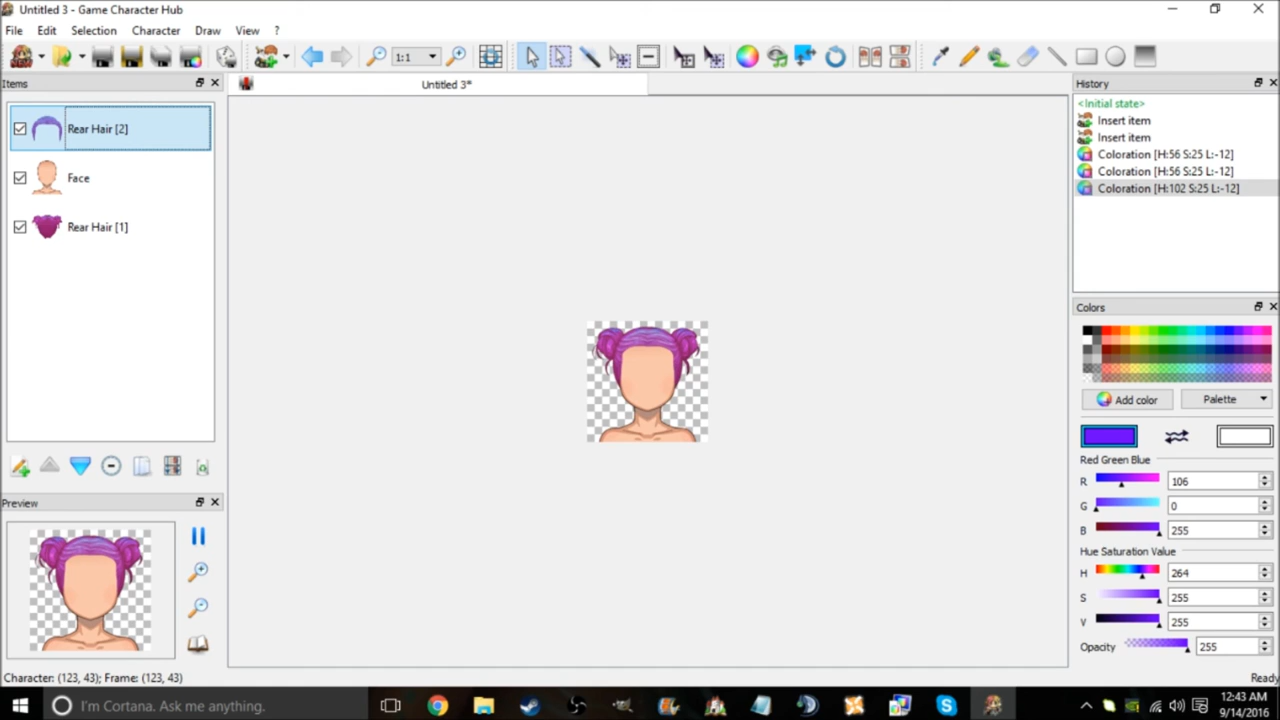 Untitled 3 - Game Character Hub
File Edit Selection Character Draw View ?
1:1
Items
Untitled 3*
History
Rear Hair [2]
Face
Rear Hair [1]
<Initial state>
Insert item
Insert item
Coloration [H:56 S:25 L:-12]
Coloration [H:56 S:25 L:-12]
Coloration [H:102 S:25 L:-12]
Colors
Add color
Palette
Red Green Blue
R 106
G 0
B 255
Hue Saturation Value
H 264
S 255
V 255
Opacity 255
Preview
Character: (123, 43); Frame: (123, 43)
Ready
I'm Cortana. Ask me anything.
12:43 AM
9/14/2016